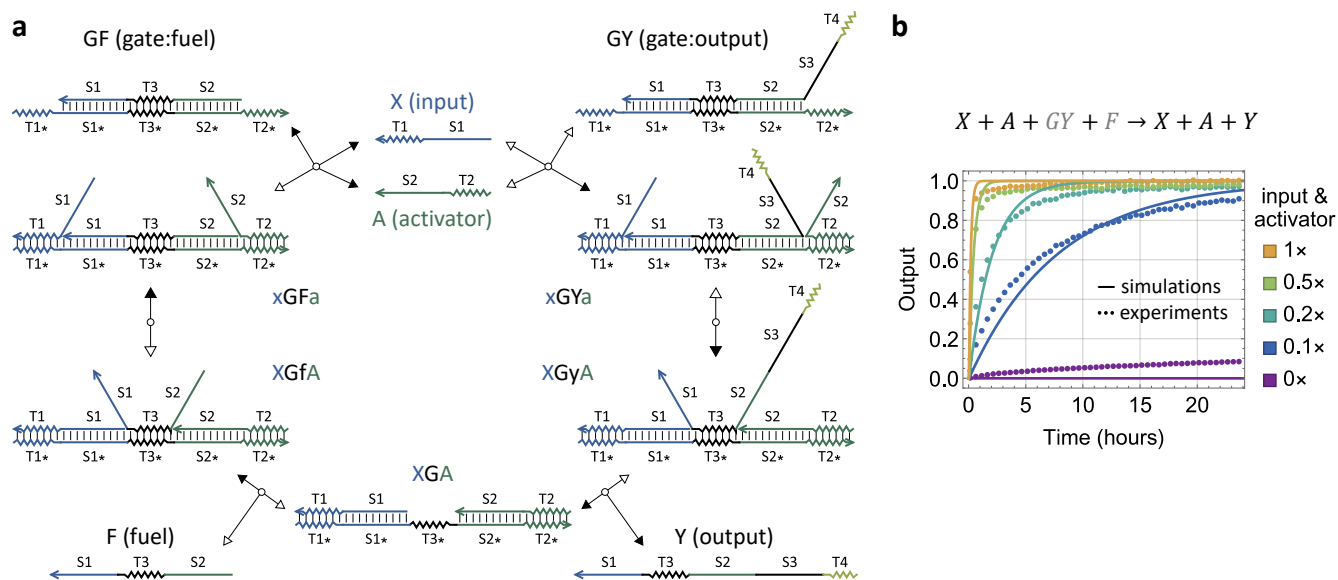 a
GF (gate:fuel)
S1 T3 S2
T1* S1* T3* S2* T2*
X (input)
T1 S1
S2 T2
A (activator)
GY (gate:output)
T4
S3
S1 T3 S2
T1* S1* T3* S2* T2*
S1 S2
T1 S1 T3 S2 T2
T1* S1* T3* S2* T2*
xGFa
T4
S3
S1 S2
T1 S1 T3 S2 T2
T1* S1* T3* S2* T2*
xGYa
XGfA
S1 S2
T1 S1 T3 S2 T2
T1* S1* T3* S2* T2*
T4
S3
XGyA
S1 S2
T1 S1 T3 S2 T2
T1* S1* T3* S2* T2*
XGA
T1 S1 S2 T2
T1* S1* T3* S2* T2*
F (fuel)
S1 T3 S2
Y (output)
S1 T3 S2 S3 T4
b
X + A + GY + F → X + A + Y
Output
1.0
0.8
0.6
0.4
0.2
0.0
simulations
experiments
0 5 10 15 20
Time (hours)
input &
activator
1×
0.5×
0.2×
0.1×
0×